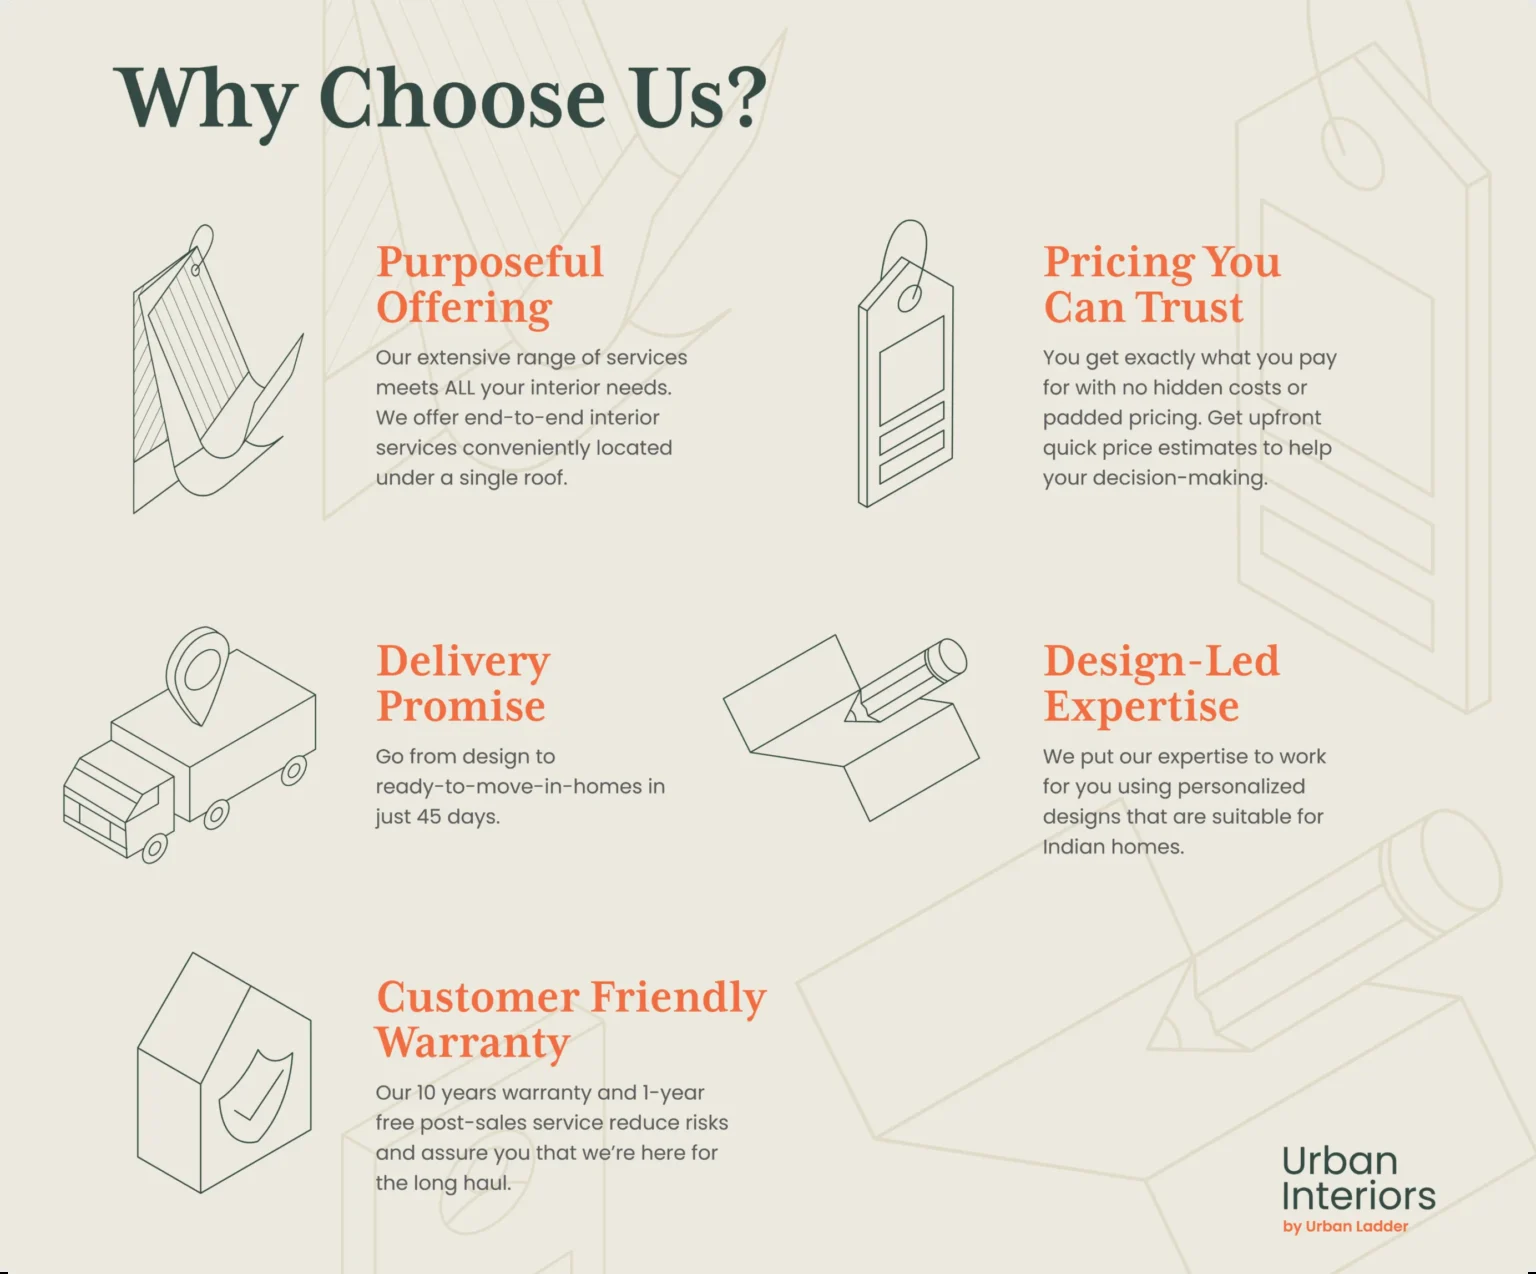 Why Choose Us?
Purposeful
Offering
Our extensive range of services
meets ALL your interior needs.
We offer end-to-end interior
services conveniently located
under a single roof.
Pricing You
Can Trust
You get exactly what you pay
for with no hidden costs or
padded pricing. Get upfront
quick price estimates to help
your decision-making.
Delivery
Promise
Go from design to
ready-to-move-in-homes in
just 45 days.
Design-Led
Expertise
We put our expertise to work
for you using personalized
designs that are suitable for
Indian homes.
Customer Friendly
Warranty
Our 10 years warranty and 1-year
free post-sales service reduce risks
and assure you that we’re here for
the long haul.
Urban
Interiors
by Urban Ladder